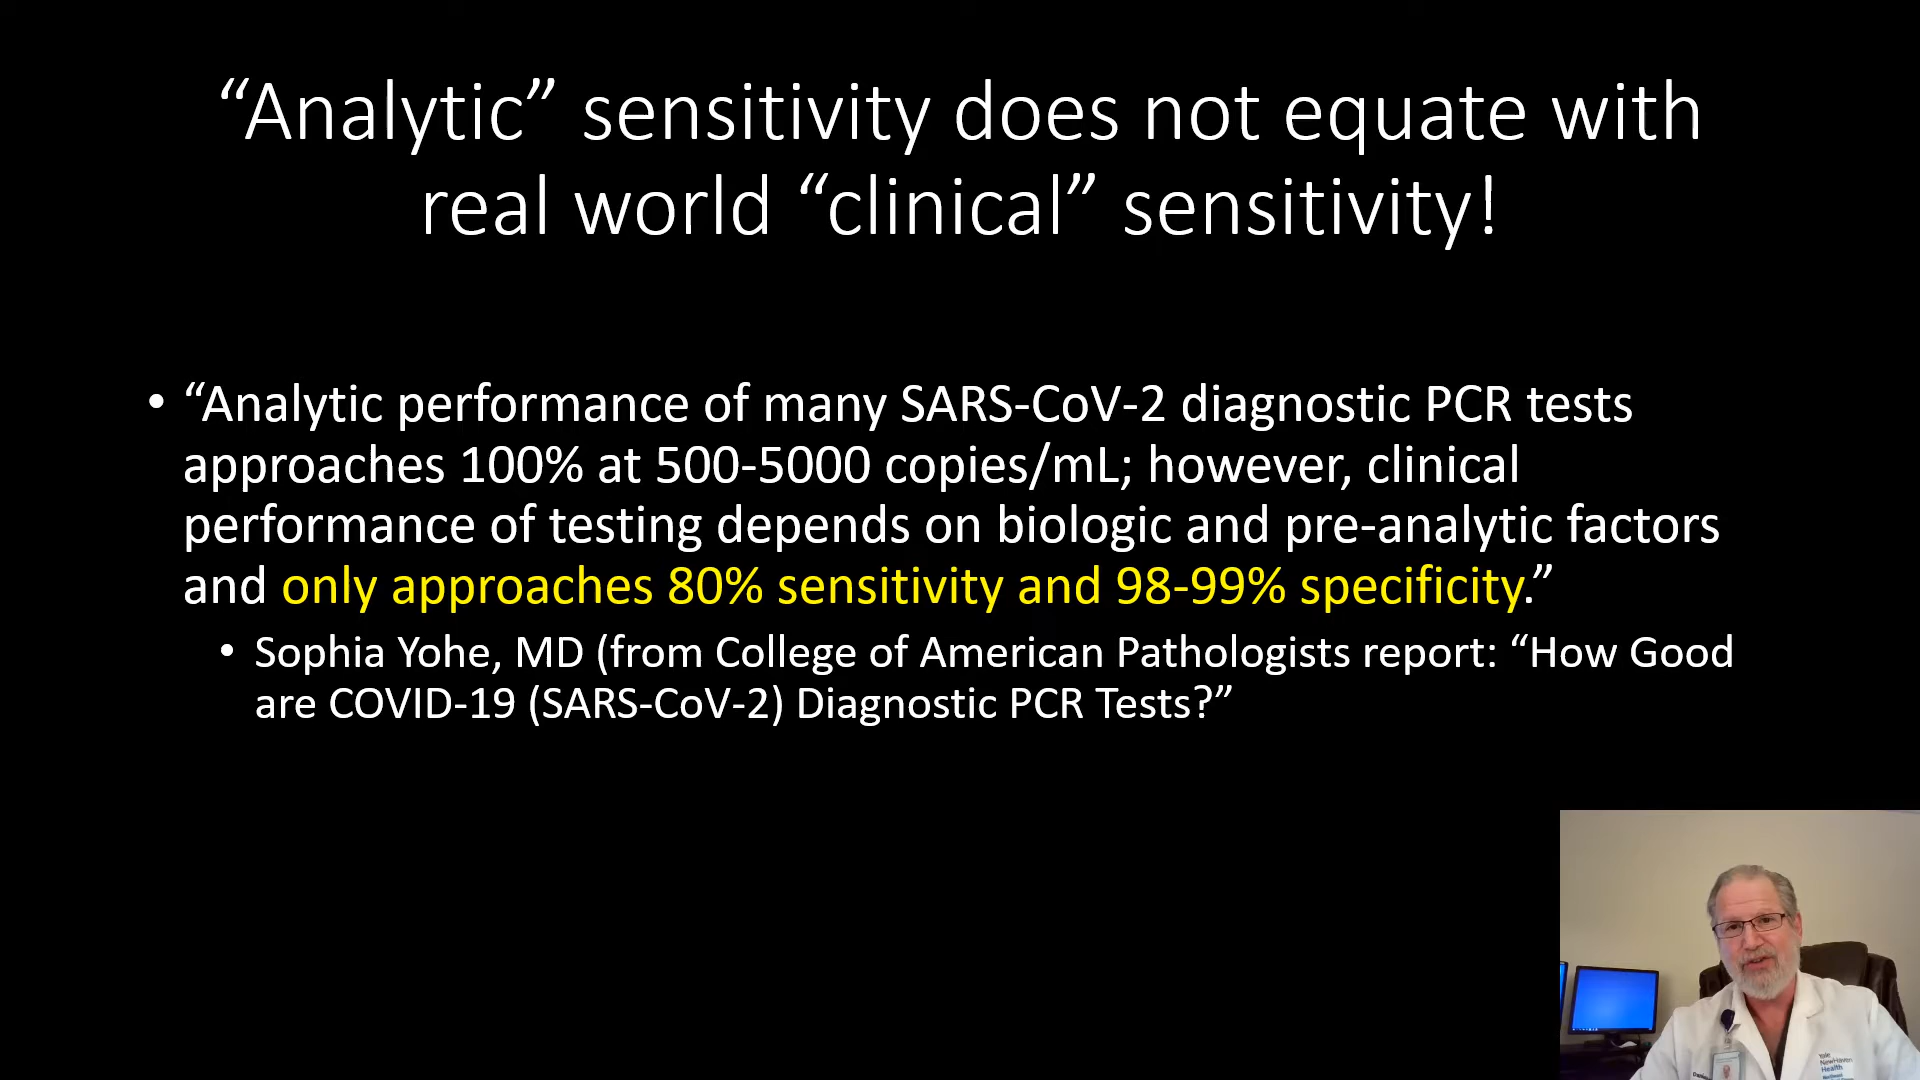 “Analytic” sensitivity does not equate with
real world “clinical” sensitivity!
• “Analytic performance of many SARS-CoV-2 diagnostic PCR tests
approaches 100% at 500-5000 copies/mL; however, clinical
performance of testing depends on biologic and pre-analytic factors
and only approaches 80% sensitivity and 98-99% specificity.”
• Sophia Yohe, MD (from College of American Pathologists report: “How Good
are COVID-19 (SARS-CoV-2) Diagnostic PCR Tests?”
Yale
NewHaven
Health